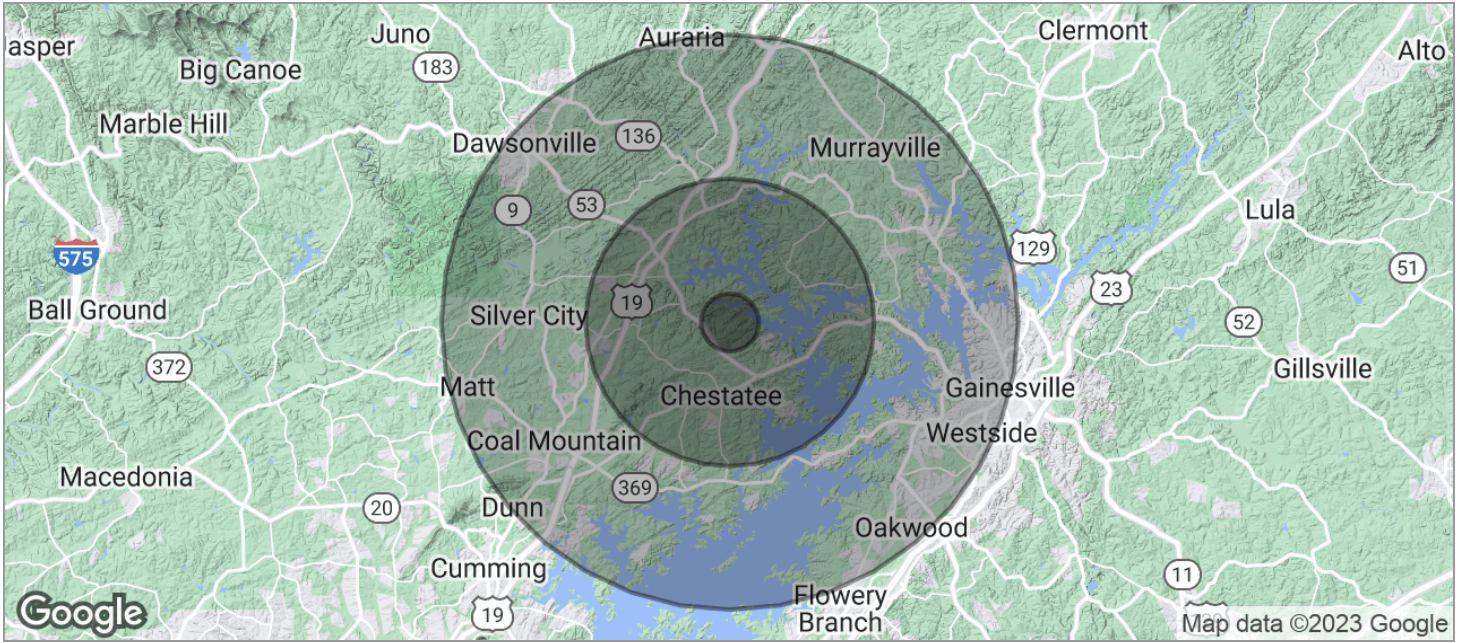 Juno
Clermont
Auraria
asper
Alto
183
Big Canoe
Marble Hill
136
Dawsonville
Murrayville
53
9
Lula
129
575
51
23
19
Ball Ground
Silver City
52
372
Gillsville
Matt
Gainesville
Chestatee
Westside
Coal Mountain
Macedonia
369
20
Dunn
Oakwood
Cumming
11
Flowery
Branch
19
Google
Map data ©2023 Google